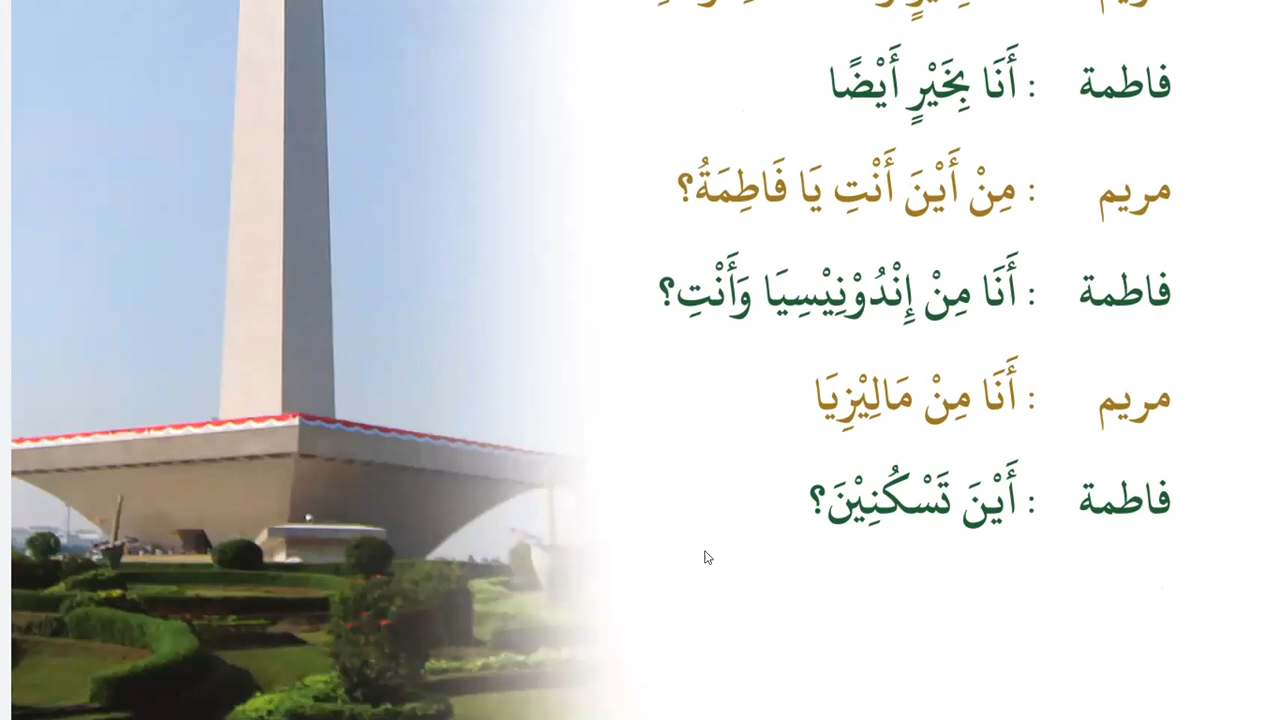 فاطمة : أَنَا بِخَيْرٍ أَيْضًا
مريم : مِنْ أَيْنَ أَنْتِ يَا فَاطِمَةُ؟
فاطمة : أَنَا مِنْ إِنْدُوْنِيْسِيَا وَأَنْتِ؟
مريم : أَنَا مِنْ مَالِيْزِيَا
فاطمة : أَيْنَ تَسْكُنِيْنَ؟